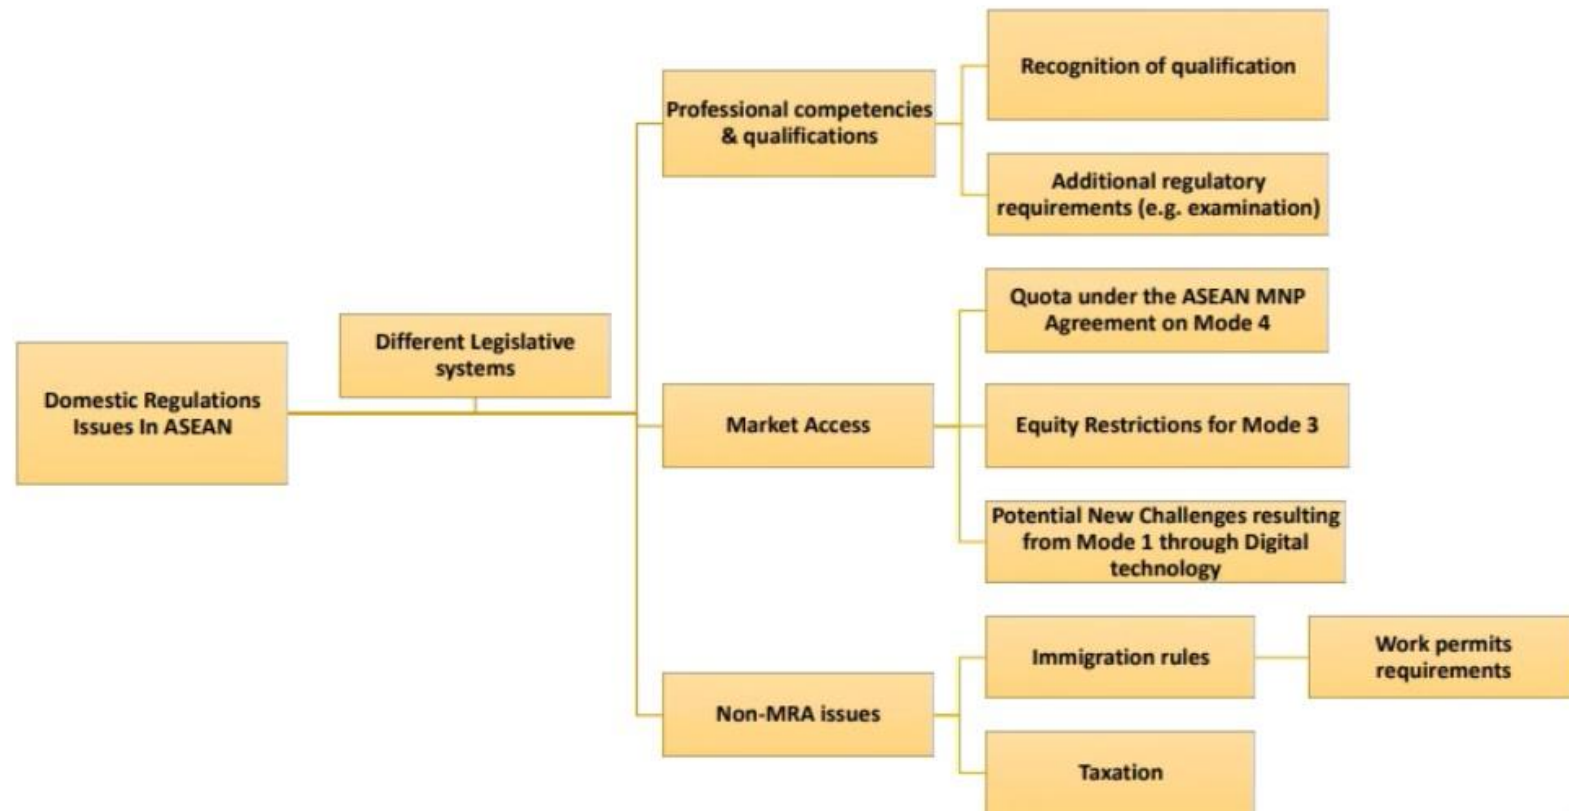 Domestic Regulations
Issues In ASEAN
Different Legislative
systems
Professional competencies
& qualifications
Recognition of qualification
Additional regulatory
requirements (e.g. examination)
Market Access
Quota under the ASEAN MNP
Agreement on Mode 4
Equity Restrictions for Mode 3
Potential New Challenges resulting
from Mode 1 through Digital
technology
Non-MRA issues
Immigration rules
Work permits
requirements
Taxation